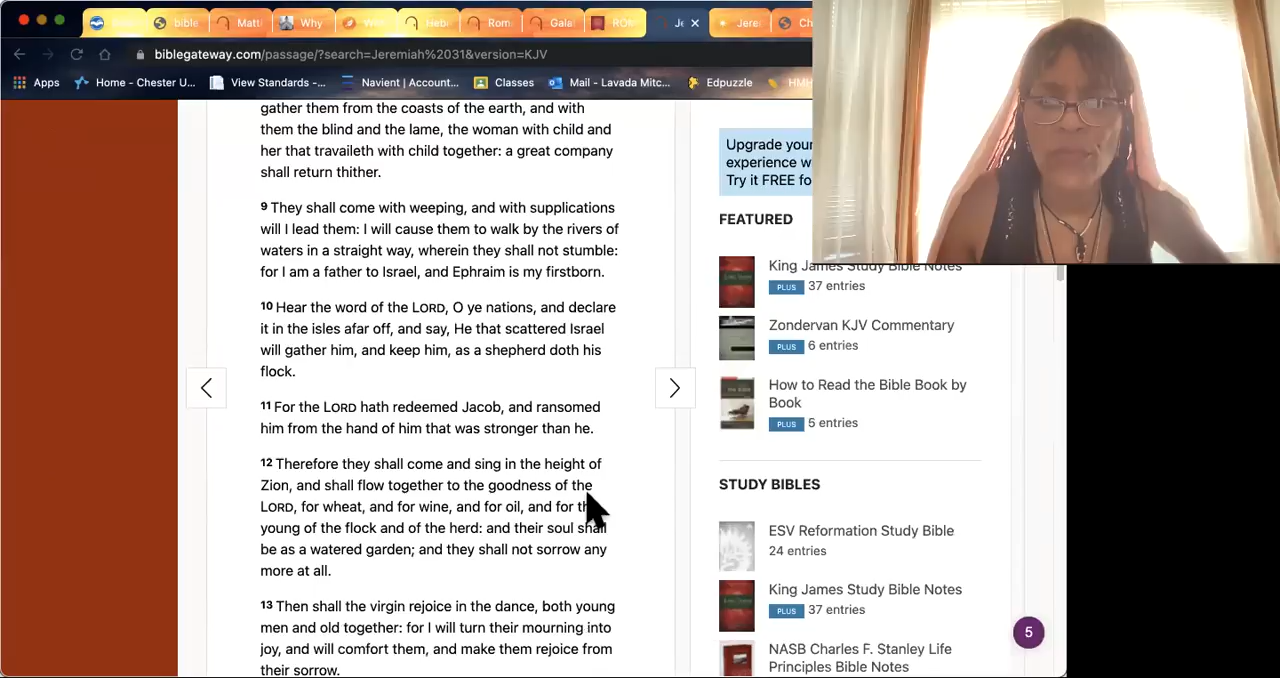 bible
Matt
Why
Hebr
Rom
Gala
ROM
Je
Jere
Ch
biblegateway.com/passage/?search=Jeremiah%2031&version=KJV
Apps
Home - Chester U...
View Standards -...
Navient | Account...
Classes
Mail - Lavada Mitc...
Edpuzzle
HMH
gather them from the coasts of the earth, and with
them the blind and the lame, the woman with child and
her that travaileth with child together: a great company
shall return thither.
9 They shall come with weeping, and with supplications
will I lead them: I will cause them to walk by the rivers of
waters in a straight way, wherein they shall not stumble:
for I am a father to Israel, and Ephraim is my firstborn.
10 Hear the word of the LORD, O ye nations, and declare
it in the isles afar off, and say, He that scattered Israel
will gather him, and keep him, as a shepherd doth his
flock.
11 For the LORD hath redeemed Jacob, and ransomed
him from the hand of him that was stronger than he.
12 Therefore they shall come and sing in the height of
Zion, and shall flow together to the goodness of the
LORD, for wheat, and for wine, and for oil, and for the
young of the flock and of the herd: and their soul shall
be as a watered garden; and they shall not sorrow any
more at all.
13 Then shall the virgin rejoice in the dance, both young
men and old together: for I will turn their mourning into
joy, and will comfort them, and make them rejoice from
their sorrow.
Upgrade your
experience w
Try it FREE fo
FEATURED
King James Study Bible Notes
PLUS 37 entries
Zondervan KJV Commentary
PLUS 6 entries
How to Read the Bible Book by
Book
PLUS 5 entries
STUDY BIBLES
ESV Reformation Study Bible
24 entries
King James Study Bible Notes
PLUS 37 entries
NASB Charles F. Stanley Life
Principles Bible Notes
5